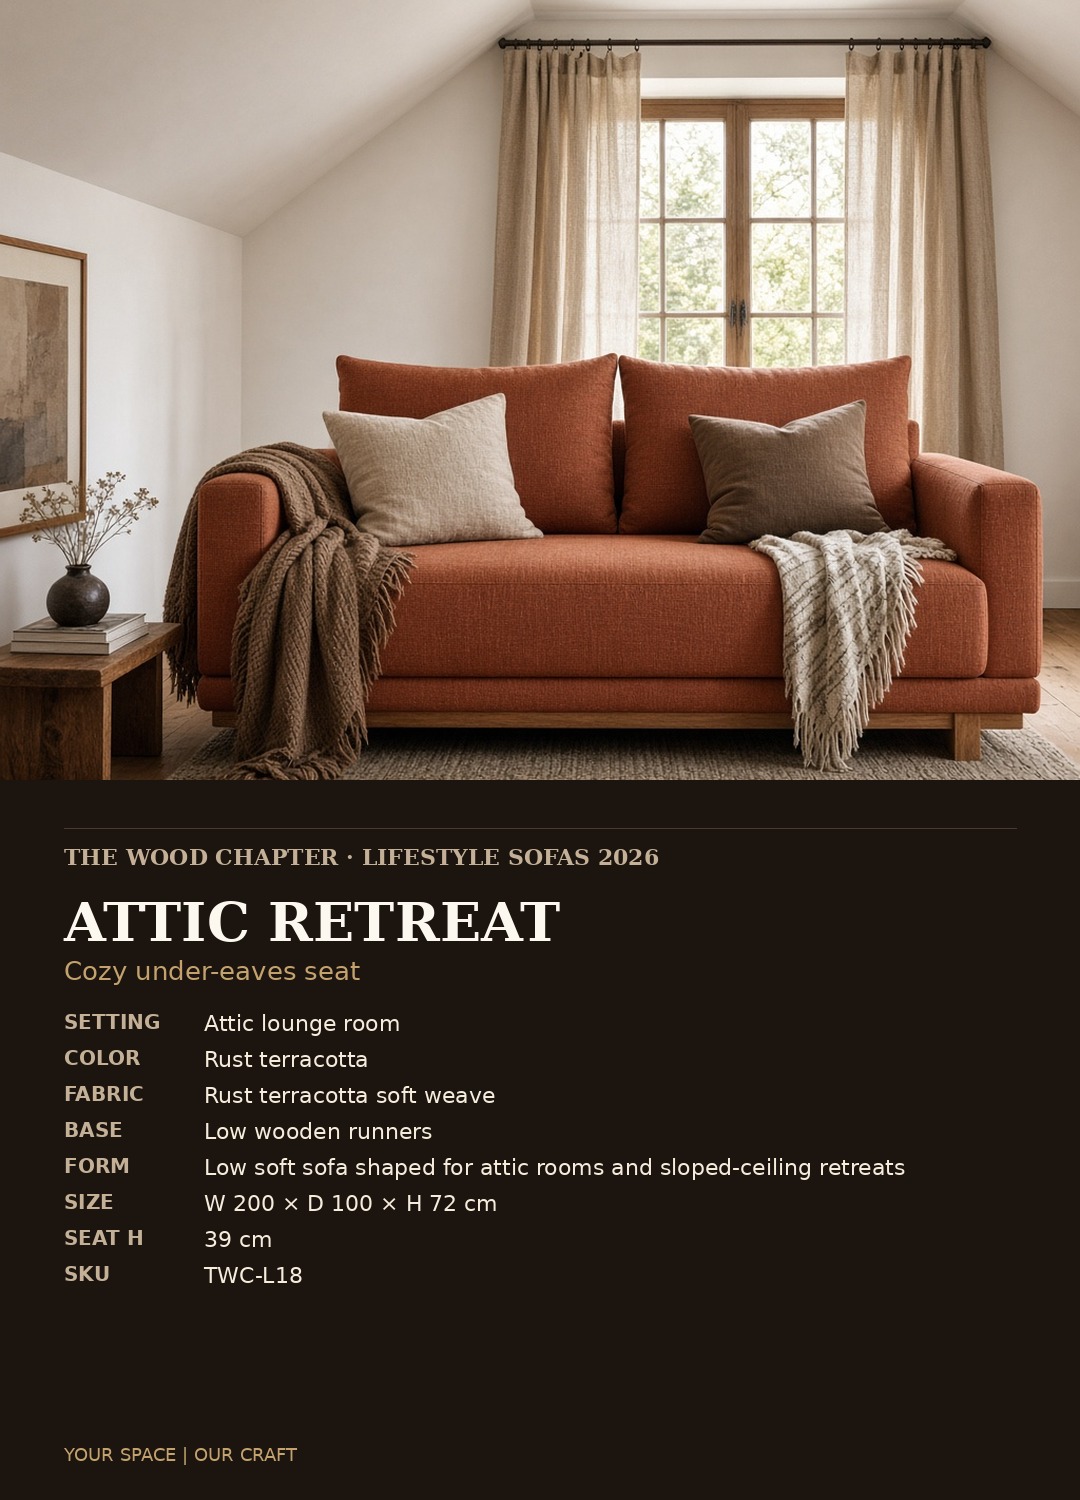 THE WOOD CHAPTER · LIFESTYLE SOFAS 2026
ATTIC RETREAT
Cozy under-eaves seat
SETTING Attic lounge room
COLOR Rust terracotta
FABRIC Rust terracotta soft weave
BASE Low wooden runners
FORM Low soft sofa shaped for attic rooms and sloped-ceiling retreats
SIZE W 200 × D 100 × H 72 cm
SEAT H 39 cm
SKU TWC-L18
YOUR SPACE | OUR CRAFT